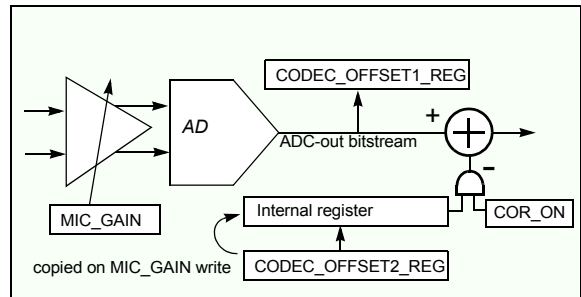 CODEC_OFFSET1_REG
AD
+
ADC-out bitstream
-
MIC_GAIN
Internal register
COR_ON
copied on MIC_GAIN write
CODEC_OFFSET2_REG